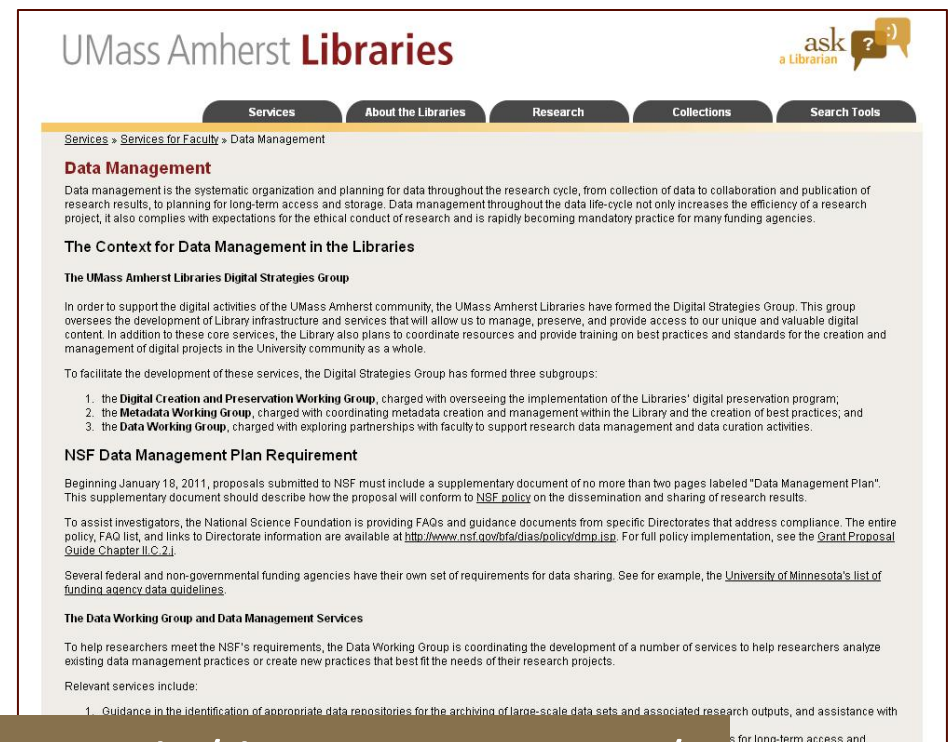 UMass Amherst Libraries
ask
a Librarian
? :)
Services About the Libraries Research Collections Search Tools
Services » Services for Faculty » Data Management
Data Management
Data management is the systematic organization and planning for data throughout the research cycle, from collection of data to collaboration and publication of
research results, to planning for long-term access and storage. Data management throughout the data life-cycle not only increases the efficiency of a research
project, it also complies with expectations for the ethical conduct of research and is rapidly becoming mandatory practice for many funding agencies.
The Context for Data Management in the Libraries
The UMass Amherst Libraries Digital Strategies Group
In order to support the digital activities of the UMass Amherst community, the UMass Amherst Libraries have formed the Digital Strategies Group. This group
oversees the development of Library infrastructure and services that will allow us to manage, preserve, and provide access to our unique and valuable digital
content. In addition to these core services, the Library also plans to coordinate resources and provide training on best practices and standards for the creation and
management of digital projects in the University community as a whole.
To facilitate the development of these services, the Digital Strategies Group has formed three subgroups:
1. the Digital Creation and Preservation Working Group, charged with overseeing the implementation of the Libraries' digital preservation program;
2. the Metadata Working Group, charged with coordinating metadata creation and management within the Library and the creation of best practices; and
3. the Data Working Group, charged with exploring partnerships with faculty to support research data management and data curation activities.
NSF Data Management Plan Requirement
Beginning January 18, 2011, proposals submitted to NSF must include a supplementary document of no more than two pages labeled "Data Management Plan".
This supplementary document should describe how the proposal will conform to NSF policy on the dissemination and sharing of research results.
To assist investigators, the National Science Foundation is providing FAQs and guidance documents from specific Directorates that address compliance. The entire
policy, FAQ list, and links to Directorate information are available at http://www.nsf.gov/bfa/dias/policy/dmp.jsp. For full policy implementation, see the Grant Proposal
Guide Chapter II.C.2.j.
Several federal and non-governmental funding agencies have their own set of requirements for data sharing. See for example, the University of Minnesota's list of
funding agency data guidelines.
The Data Working Group and Data Management Services
To help researchers meet the NSF's requirements, the Data Working Group is coordinating the development of a number of services to help researchers analyze
existing data management practices or create new practices that best fit the needs of their research projects.
Relevant services include:
1. Guidance in the identification of appropriate data repositories for the archiving of large-scale data sets and associated research outputs, and assistance with
for long-term access and